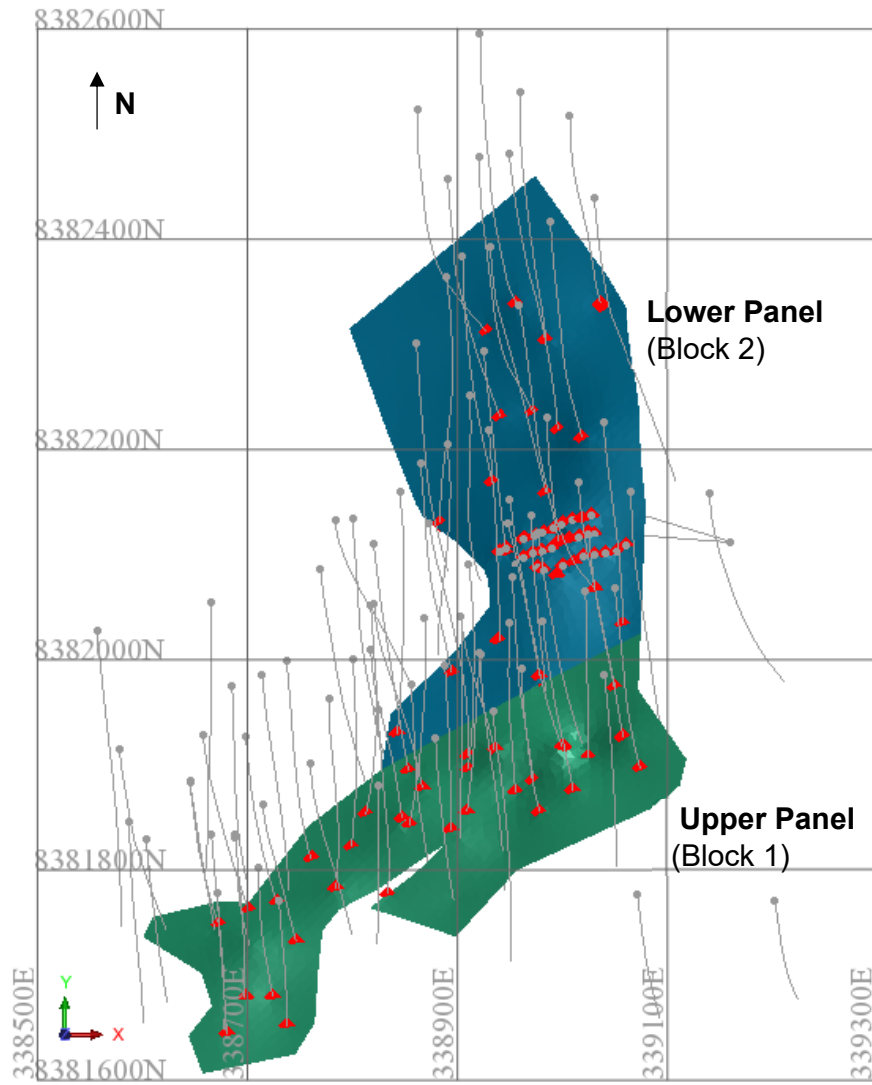 8382600N
N
8382400N
Lower Panel
(Block 2)
8382200N
8382000N
Upper Panel
(Block 1)
8381800N
Y
X
338500E
338700E
338900E
339100E
339300E
8381600N